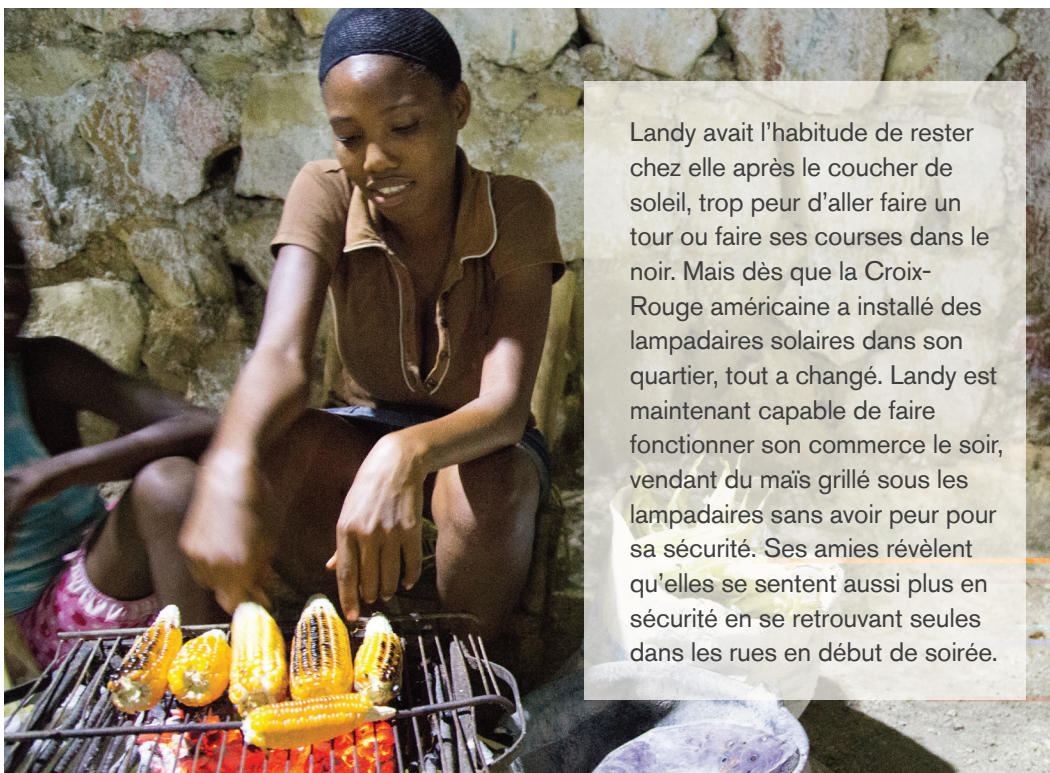 Landy avait l’habitude de rester
chez elle après le coucher de
soleil, trop peur d’aller faire un
tour ou faire ses courses dans le
noir. Mais dès que la Croix-
Rouge américaine a installé des
lampadaires solaires dans son
quartier, tout a changé. Landy est
maintenant capable de faire
fonctionner son commerce le soir,
vendant du maïs grillé sous les
lampadaires sans avoir peur pour
sa sécurité. Ses amies révèlent
qu’elles se sentent aussi plus en
sécurité en se retrouvant seules
dans les rues en début de soirée.